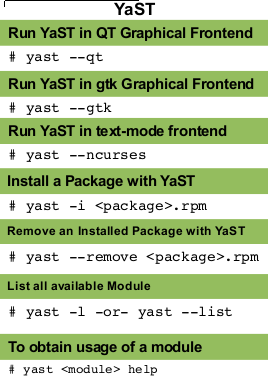 YaST
Run YaST in QT Graphical Frontend
# yast --qt
Run YaST in gtk Graphical Frontend
# yast --gtk
Run YaST in text-mode frontend
# yast --ncurses
Install a Package with YaST
# yast -i <package>.rpm
Remove an Installed Package with YaST
# yast --remove <package>.rpm
List all available Module
# yast -l -or- yast --list
To obtain usage of a module
# yast <module> help